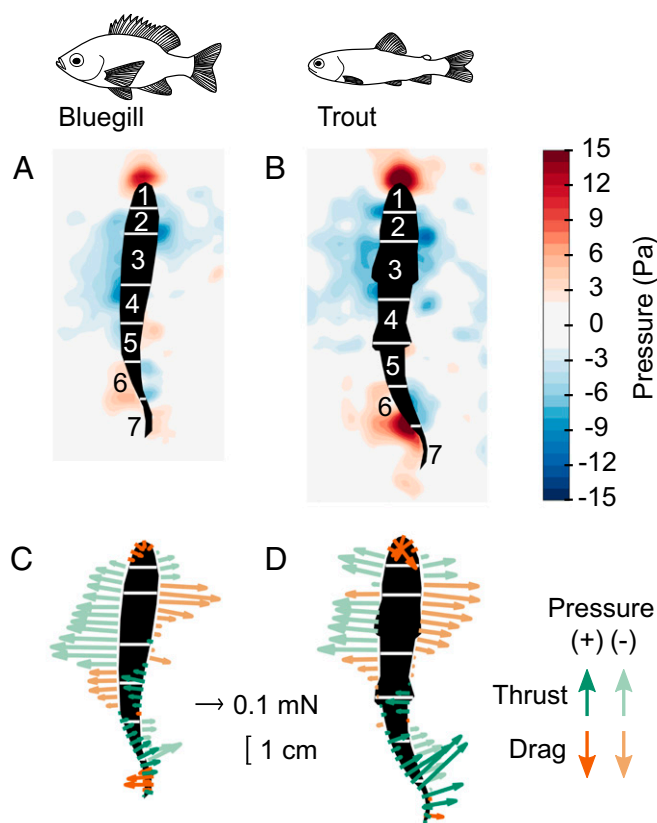 Bluegill
Trout
A
B
1
2
3
4
5
6
7
1
2
3
4
5
6
7
15
12
9
6
3
0
-3
-6
-9
-12
-15
Pressure (Pa)
C
D
→ 0.1 mN
[ 1 cm
Pressure
(+) (-)
Thrust
Drag